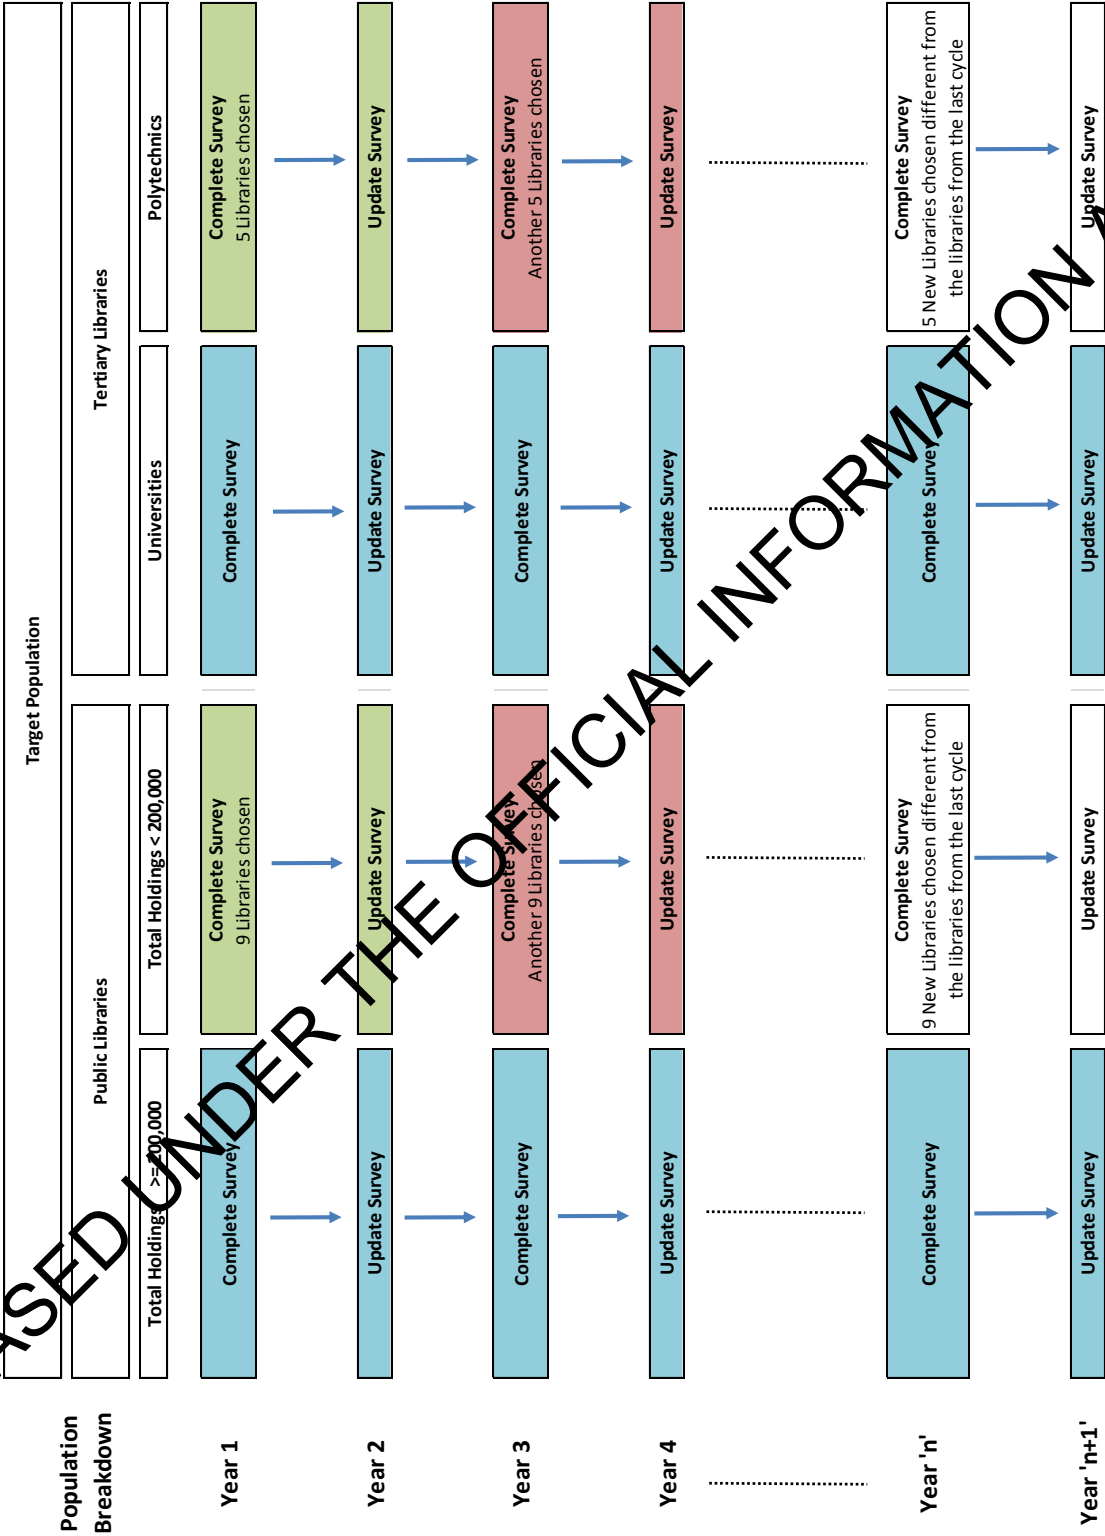 Target Population
Population
Breakdown
Public Libraries
Tertiary Libraries
Total Holdings >=200,000
Total Holdings < 200,000
Universities
Polytechnics
Year 1
Complete Survey
Complete Survey
9 Libraries chosen
Complete Survey
Complete Survey
5 Libraries chosen
Year 2
Update Survey
Update Survey
Update Survey
Update Survey
Year 3
Complete Survey
Complete Survey
Another 9 Libraries chosen
Complete Survey
Complete Survey
Another 5 Libraries chosen
Year 4
Update Survey
Update Survey
Update Survey
Update Survey
Year 'n'
Complete Survey
Complete Survey
9 New Libraries chosen different from
the libraries from the last cycle
Complete Survey
Complete Survey
5 New Libraries chosen different from
the libraries from the last cycle
Year 'n+1'
Update Survey
Update Survey
Update Survey
Update Survey
ASED UNDER THE OFFICIAL INFORMATION